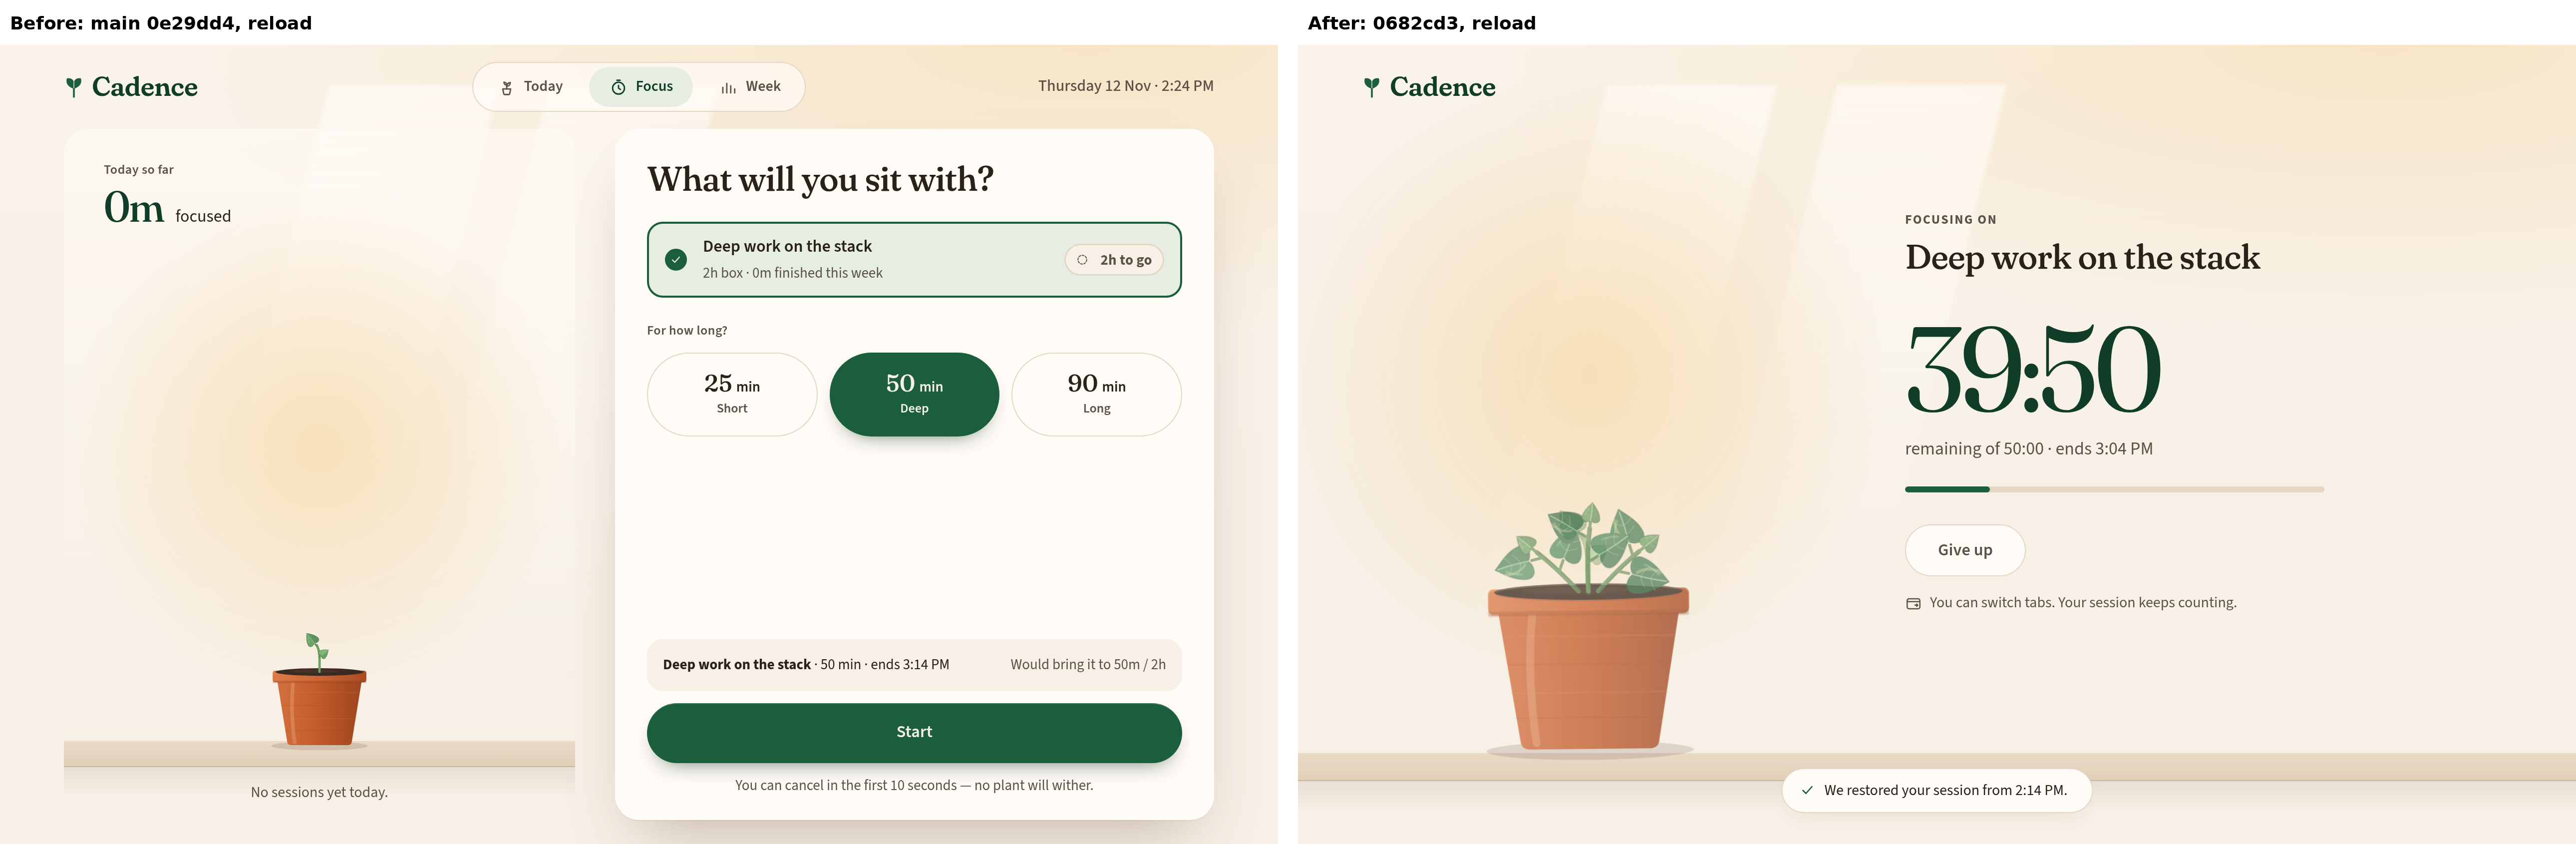 Before: main 0e29dd4, reload
Cadence
Today
Focus
Week
Thursday 12 Nov · 2:24 PM
Today so far
0m focused
No sessions yet today.
What will you sit with?
Deep work on the stack
2h box · 0m finished this week
2h to go
For how long?
25 min
Short
50 min
Deep
90 min
Long
Deep work on the stack · 50 min · ends 3:14 PM
Would bring it to 50m / 2h
Start
You can cancel in the first 10 seconds — no plant will wither.
After: 0682cd3, reload
Cadence
FOCUSING ON
Deep work on the stack
39:50
remaining of 50:00 · ends 3:04 PM
Give up
You can switch tabs. Your session keeps counting.
We restored your session from 2:14 PM.